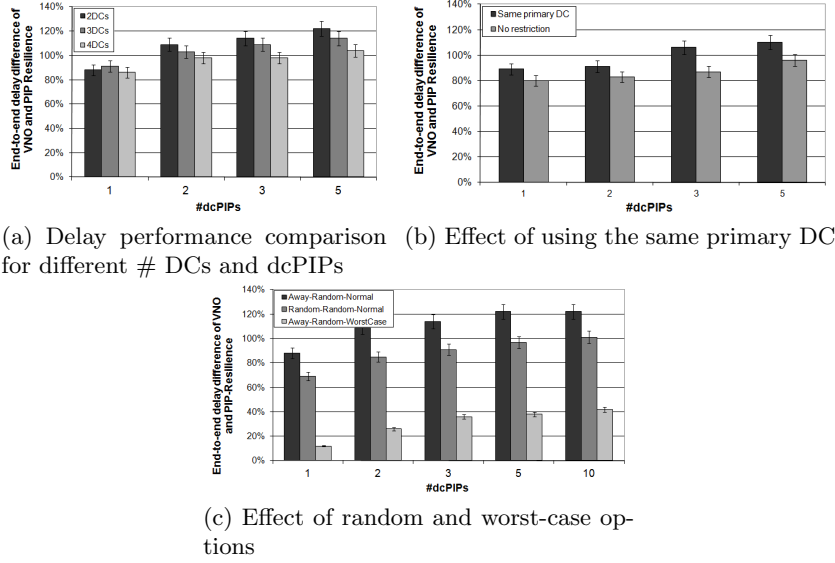 140%
120%
100%
80%
60%
40%
20%
0%
End-to-end delay difference of
VNO and PIP Resilience
2DCs
3DCs
4DCs
1 2 3 5
#dcPIPs
(a) Delay performance comparison
for different # DCs and dcPIPs
140%
120%
100%
80%
60%
40%
20%
0%
End-to-end delay difference of
VNO and PIP Resilience
Same primary DC
No restriction
1 2 3 5
#dcPIPs
(b) Effect of using the same primary DC
140%
120%
100%
80%
60%
40%
20%
0%
End-to-end delay difference of VNO
and PIP-Resilience
Away-Random-Normal
Random-Random-Normal
Away-Random-WorstCase
1 2 3 5 10
#dcPIPs
(c) Effect of random and worst-case op-
tions